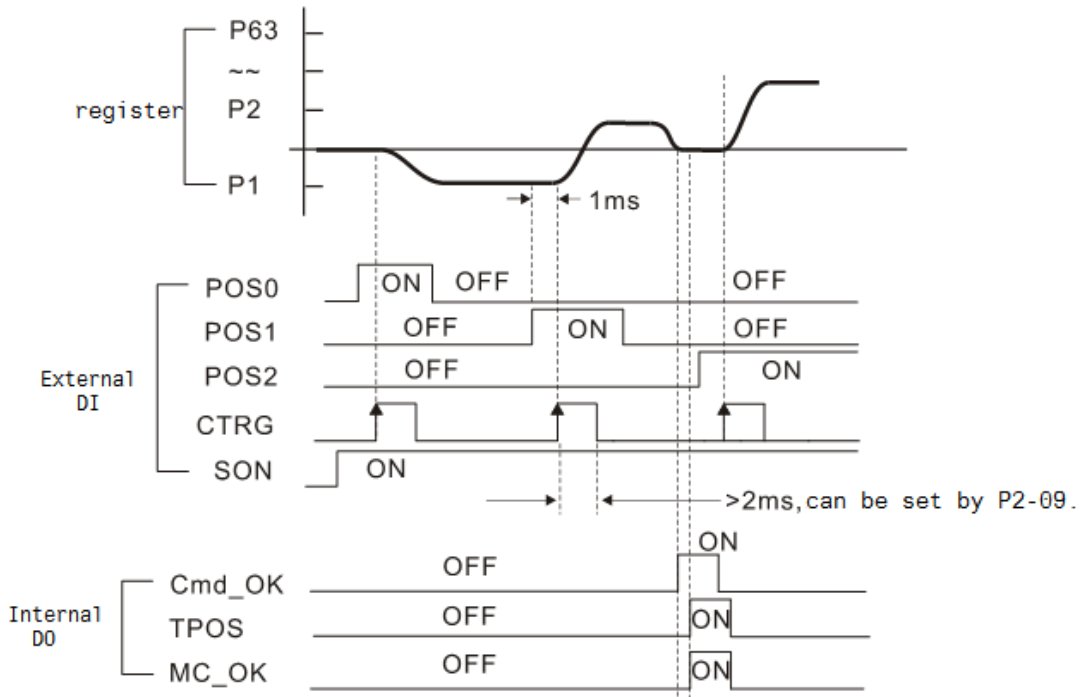 P63
~~
register
P2
P1
1ms
POS0 ON OFF OFF
POS1 OFF ON OFF
External
DI
POS2 OFF ON
CTRG
SON ON
>2ms,can be set by P2-09.
ON
Cmd_OK OFF
Internal
DO
TPOS OFF ON
MC_OK OFF ON